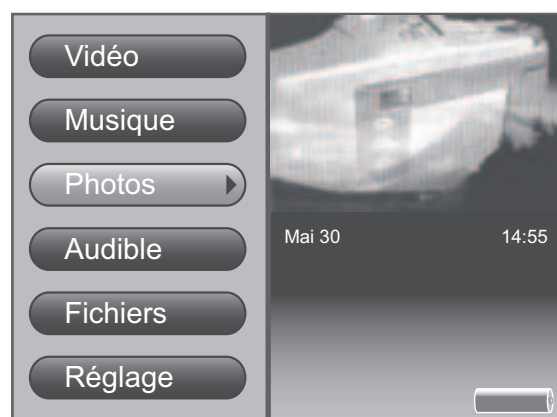 Vidéo
Musique
Photos
Audible
Fichiers
Réglage
Mai 30 14:55